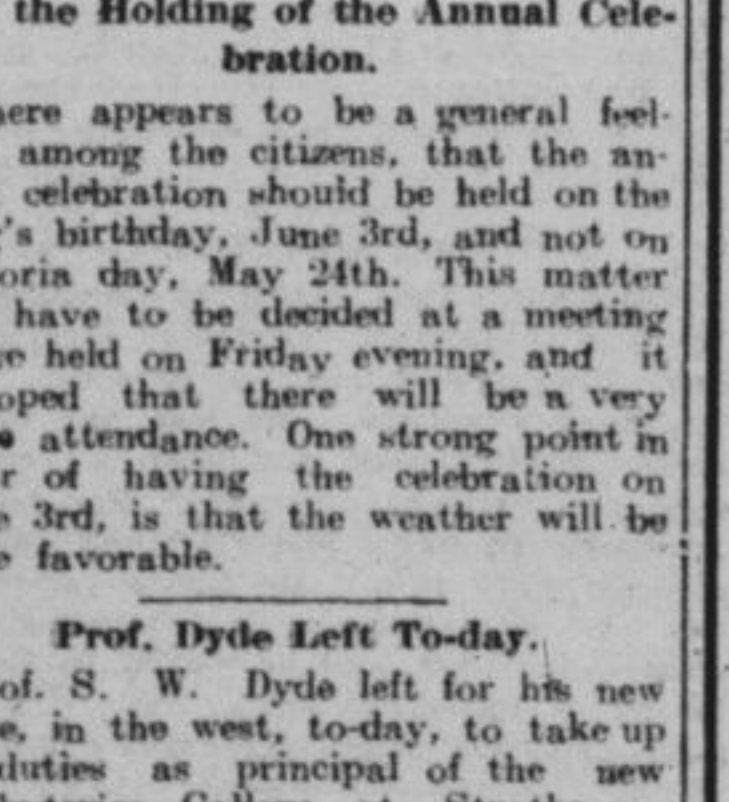 the Holding of the Annual Cele-
bration.
ere appears to be a general feel-
among the citizens, that the an-
celebration should be held on the
's birthday, June 3rd, and not on
oria day, May 24th. This matter
have to be decided at a meeting
e held on Friday evening, and it
oped that there will be a very
attendance. One strong point in
r of having the celebration on
3rd, is that the weather will be
favorable.
Prof. Dyde Left To-day.
of. S. W. Dyde left for his new
e, in the west, to-day, to take up
duties as principal of the new